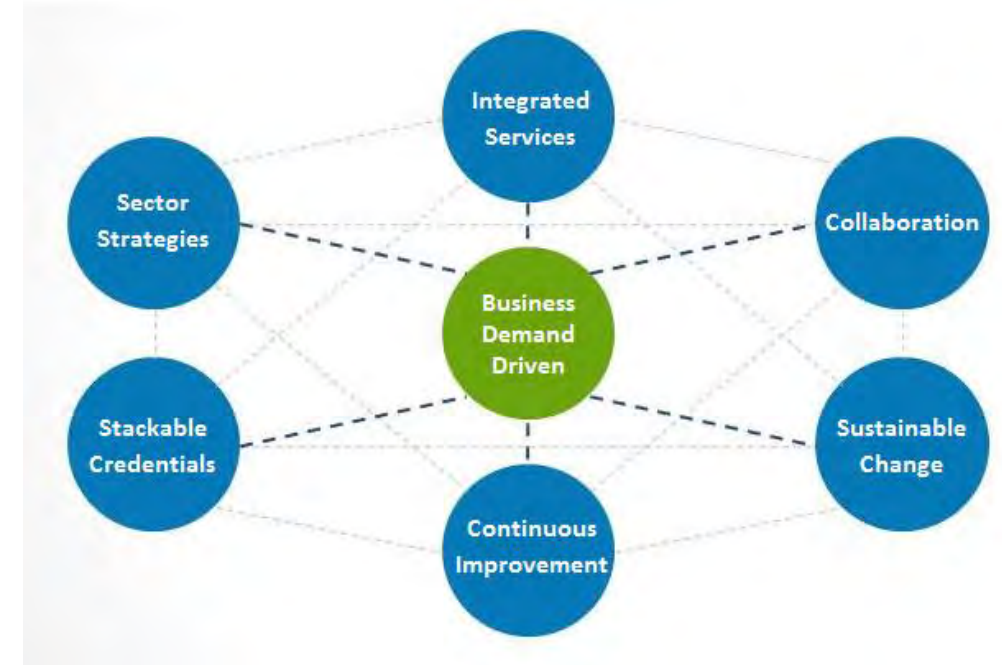 Integrated
Services
Sector
Strategies
Collaboration
Business
Demand
Driven
Stackable
Credentials
Sustainable
Change
Continuous
Improvement